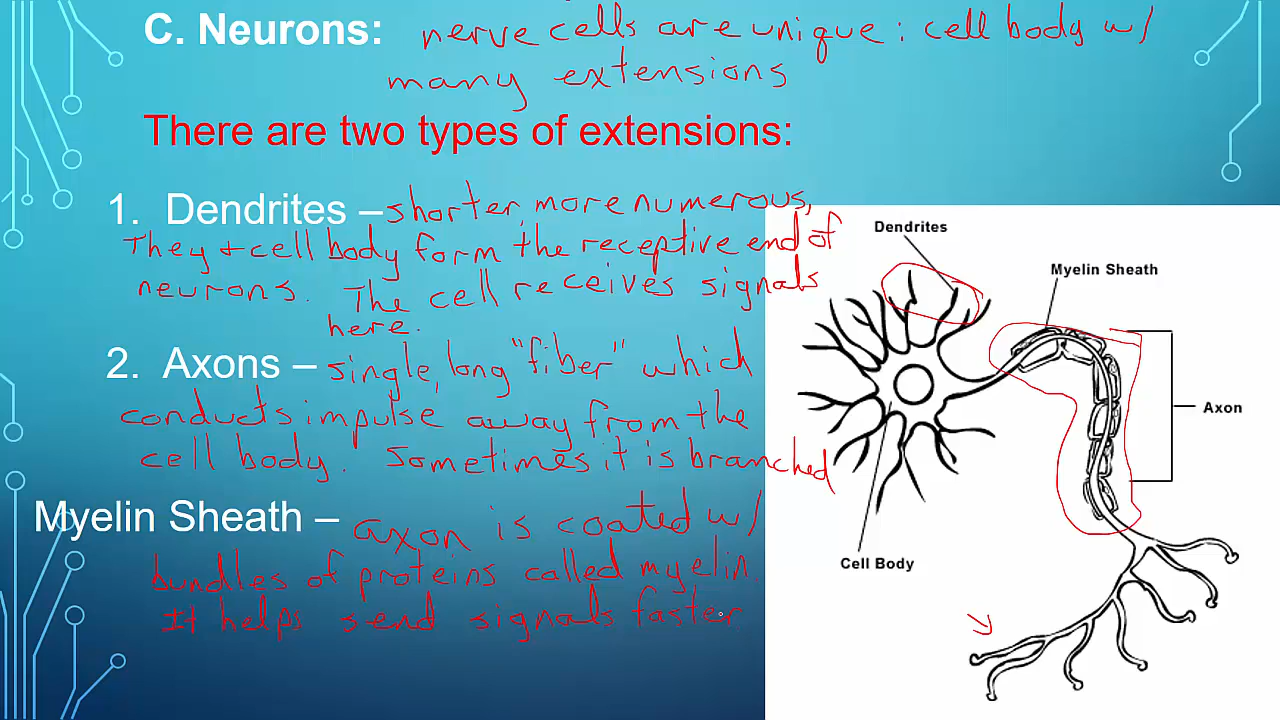 C. Neurons: nerve cells are unique: cell body w/
many extensions
There are two types of extensions:
1. Dendrites – shorter, more numerous,
They + cell body form the receptive end of
neurons. The cell receives signals
here.
2. Axons – single, long "fiber" which
conducts impulse away from the
cell body. Sometimes it is branched
Myelin Sheath – axon is coated w/
bundles of proteins called myelin.
It helps send signals faster
Dendrites
Myelin Sheath
Axon
Cell Body